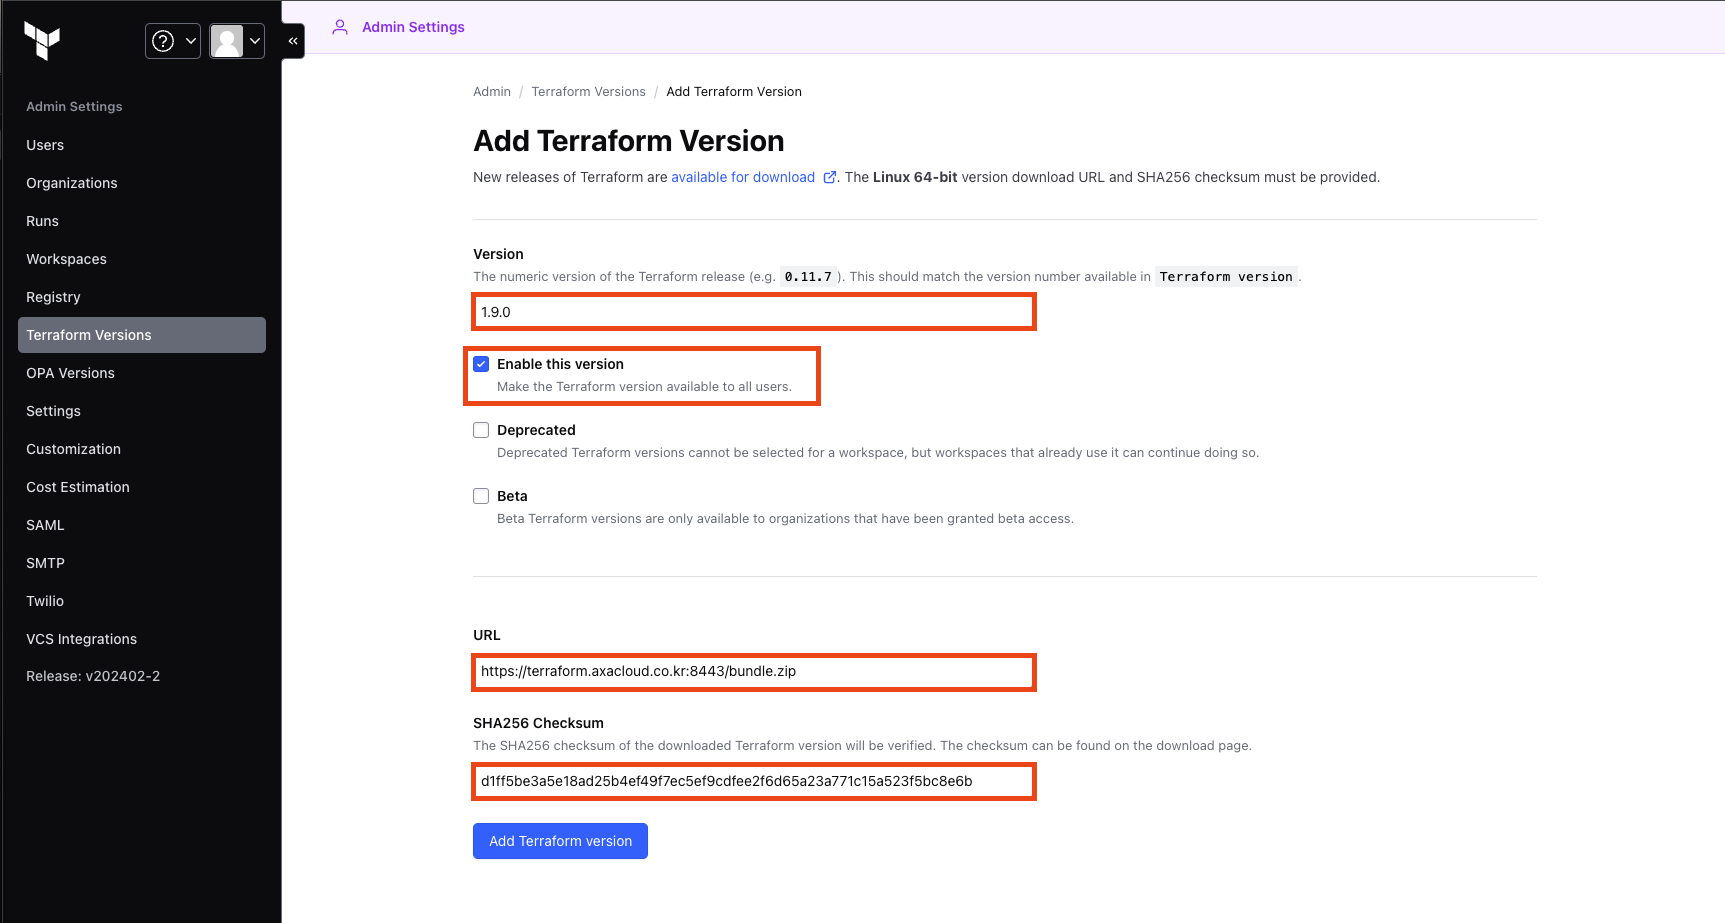 Admin Settings
Users
Organizations
Runs
Workspaces
Registry
Terraform Versions
OPA Versions
Settings
Customization
Cost Estimation
SAML
SMTP
Twilio
VCS Integrations
Release: v202402-2
Admin Settings
Admin / Terraform Versions / Add Terraform Version
Add Terraform Version
New releases of Terraform are available for download . The Linux 64-bit version download URL and SHA256 checksum must be provided.
Version
The numeric version of the Terraform release (e.g. 0.11.7 ). This should match the version number available in Terraform version .
1.9.0
Enable this version
Make the Terraform version available to all users.
Deprecated
Deprecated Terraform versions cannot be selected for a workspace, but workspaces that already use it can continue doing so.
Beta
Beta Terraform versions are only available to organizations that have been granted beta access.
URL
https://terraform.axacloud.co.kr:8443/bundle.zip
SHA256 Checksum
The SHA256 checksum of the downloaded Terraform version will be verified. The checksum can be found on the download page.
d1ff5be3a5e18ad25b4ef49f7ec5ef9cdfee2f6d65a23a771c15a523f5bc8e6b
Add Terraform version